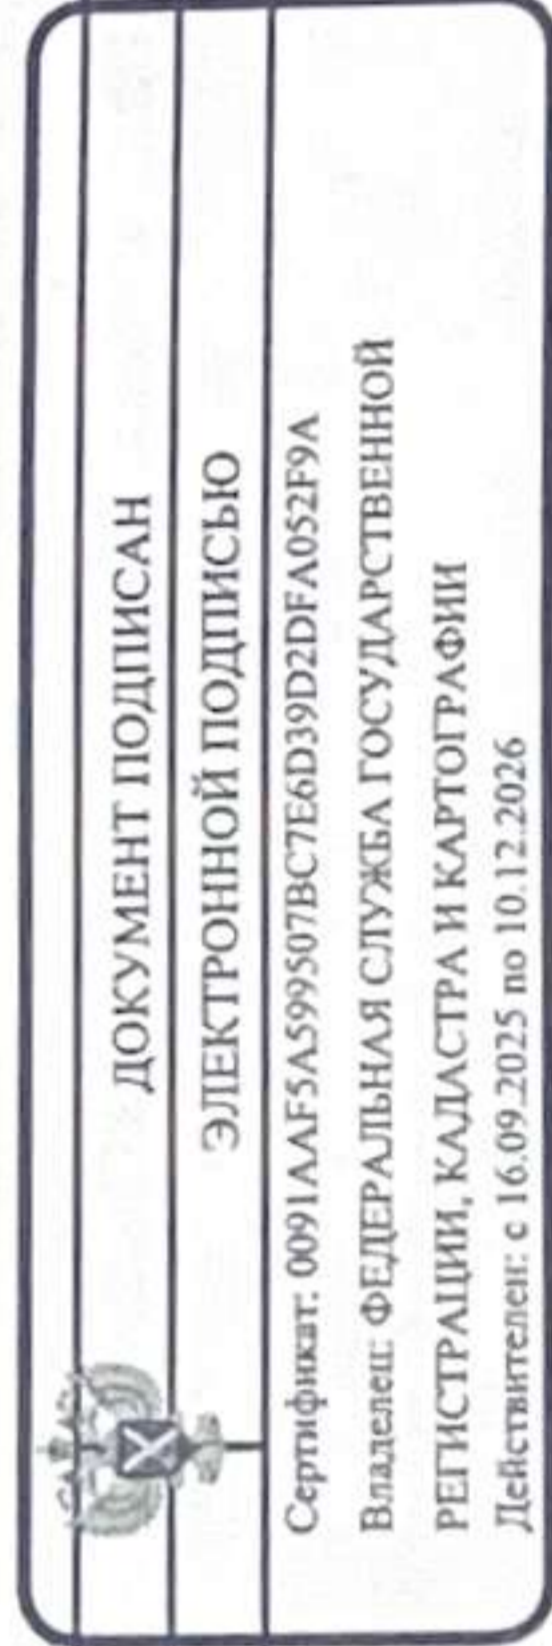 ДОКУМЕНТ ПОДПИСАН
ЭЛЕКТРОННОЙ ПОДПИСЬЮ
Сертификат: 0091AAF5A599507BC7E6D39D2DFA052F9A
Владелец: ФЕДЕРАЛЬНАЯ СЛУЖБА ГОСУДАРСТВЕННОЙ
РЕГИСТРАЦИИ, КАДАСТРА И КАРТОГРАФИИ
Действителен: с 16.09.2025 по 10.12.2026